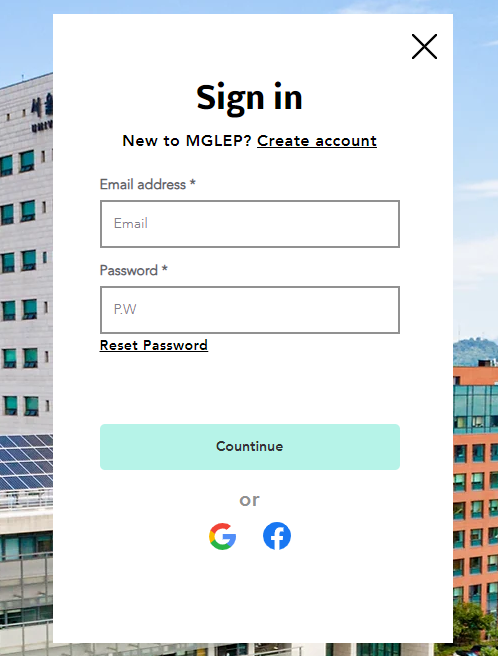 Sign in
New to MGLEP? Create account
Email address *
Email
Password *
P.W
Reset Password
Countinue
or